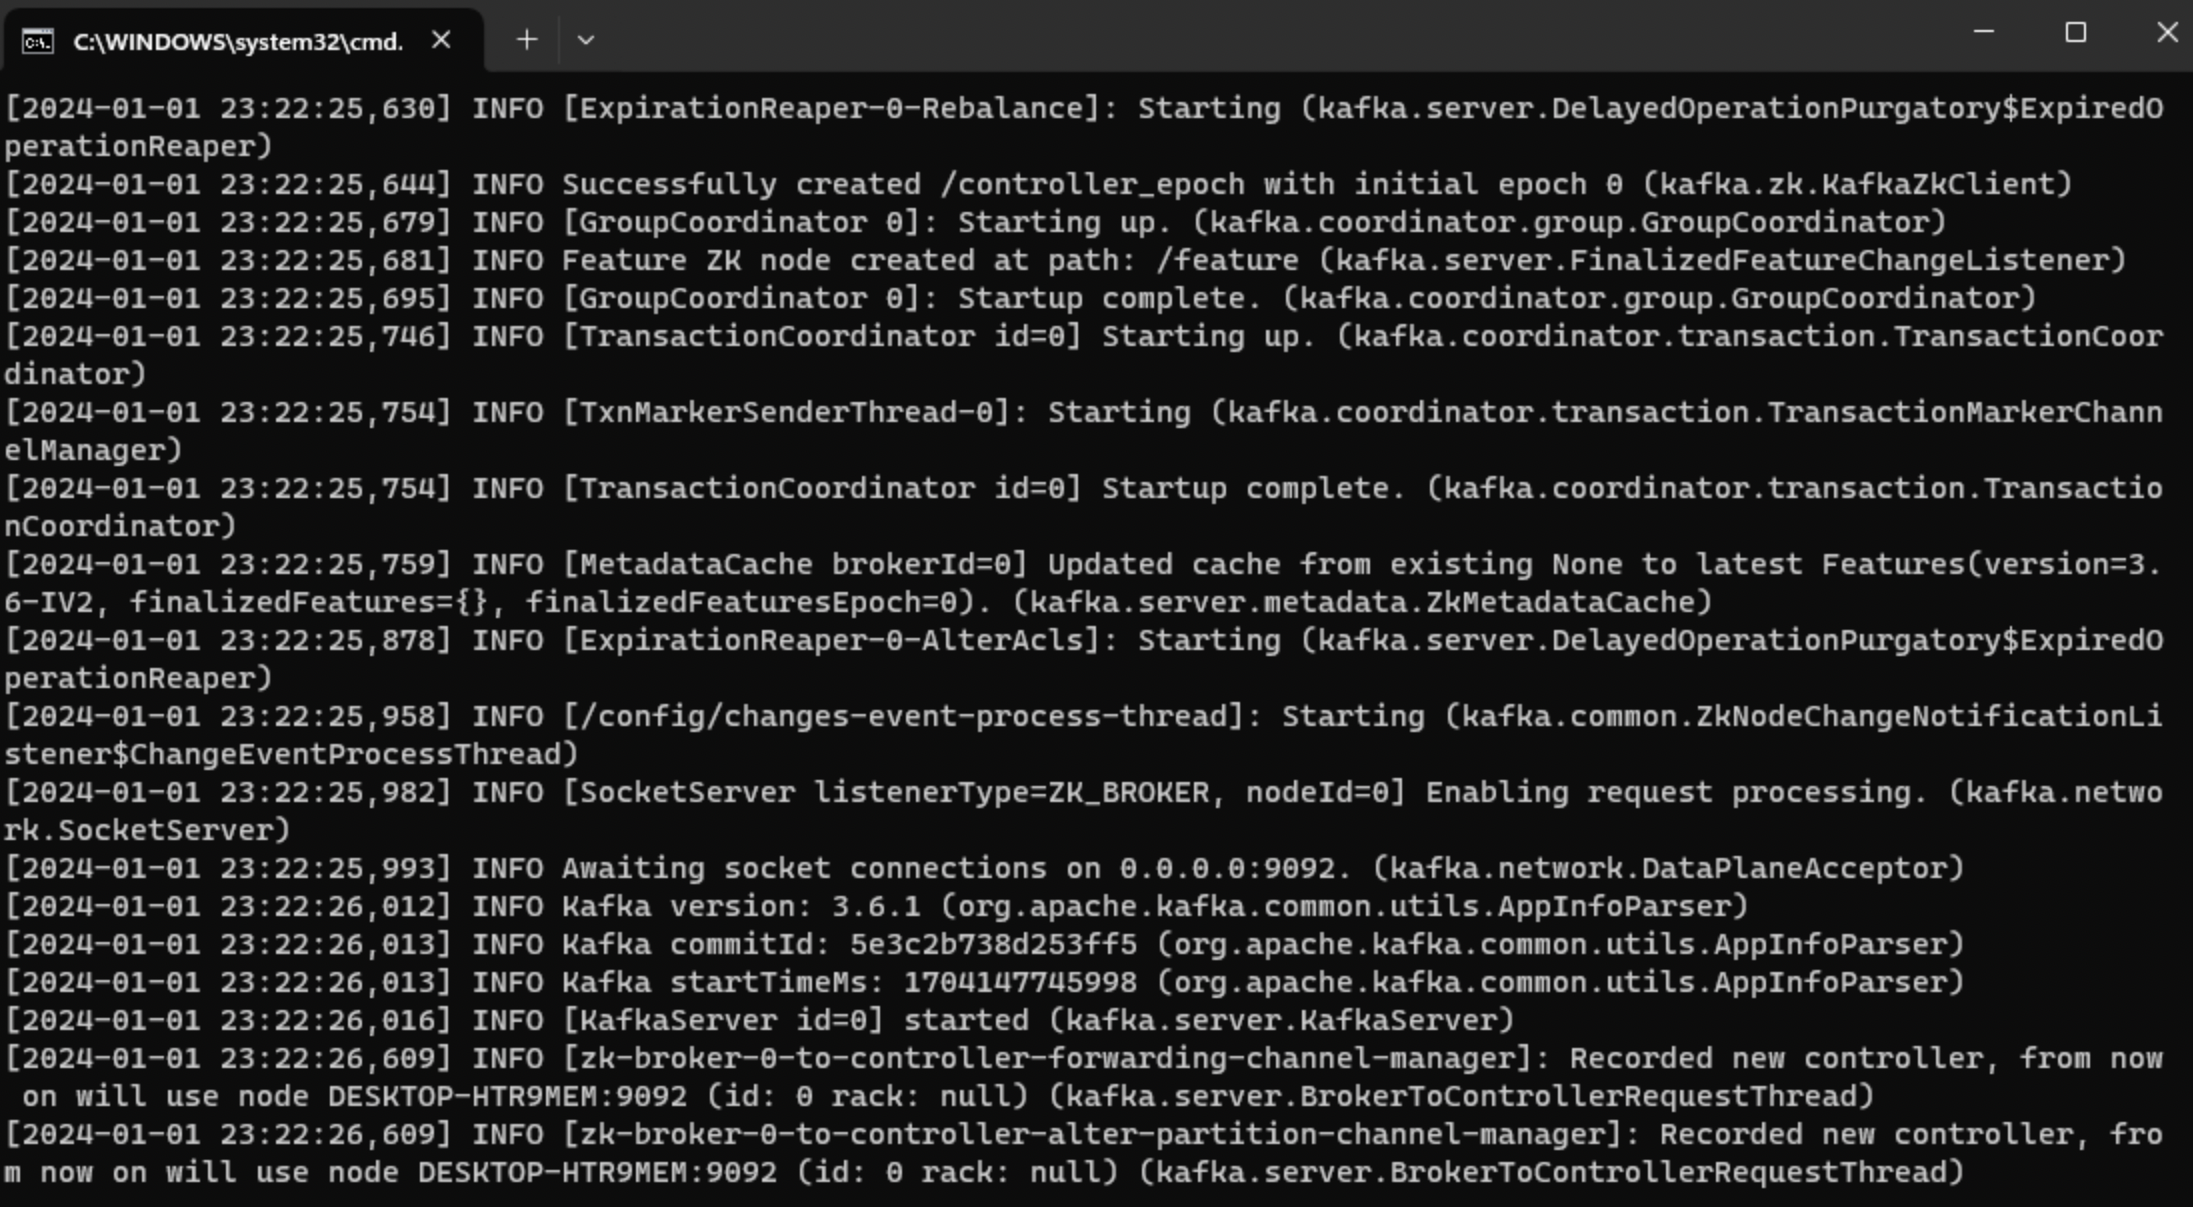 C:\WINDOWS\system32\cmd.
[2024-01-01 23:22:25,630] INFO [ExpirationReaper-0-Rebalance]: Starting (kafka.server.DelayedOperationPurgatory$ExpiredO
perationReaper)
[2024-01-01 23:22:25,644] INFO Successfully created /controller_epoch with initial epoch 0 (kafka.zk.KafkaZkClient)
[2024-01-01 23:22:25,679] INFO [GroupCoordinator 0]: Starting up. (kafka.coordinator.group.GroupCoordinator)
[2024-01-01 23:22:25,681] INFO Feature ZK node created at path: /feature (kafka.server.FinalizedFeatureChangeListener)
[2024-01-01 23:22:25,695] INFO [GroupCoordinator 0]: Startup complete. (kafka.coordinator.group.GroupCoordinator)
[2024-01-01 23:22:25,746] INFO [TransactionCoordinator id=0] Starting up. (kafka.coordinator.transaction.TransactionCoor
dinator)
[2024-01-01 23:22:25,754] INFO [TxnMarkerSenderThread-0]: Starting (kafka.coordinator.transaction.TransactionMarkerChann
elManager)
[2024-01-01 23:22:25,754] INFO [TransactionCoordinator id=0] Startup complete. (kafka.coordinator.transaction.Transactio
nCoordinator)
[2024-01-01 23:22:25,759] INFO [MetadataCache brokerId=0] Updated cache from existing None to latest Features(version=3.
6-IV2, finalizedFeatures={}, finalizedFeaturesEpoch=0). (kafka.server.metadata.ZkMetadataCache)
[2024-01-01 23:22:25,878] INFO [ExpirationReaper-0-AlterAcls]: Starting (kafka.server.DelayedOperationPurgatory$ExpiredO
perationReaper)
[2024-01-01 23:22:25,958] INFO [/config/changes-event-process-thread]: Starting (kafka.common.ZkNodeChangeNotificationLi
stener$ChangeEventProcessThread)
[2024-01-01 23:22:25,982] INFO [SocketServer listenerType=ZK_BROKER, nodeId=0] Enabling request processing. (kafka.netwo
rk.SocketServer)
[2024-01-01 23:22:25,993] INFO Awaiting socket connections on 0.0.0.0:9092. (kafka.network.DataPlaneAcceptor)
[2024-01-01 23:22:26,012] INFO Kafka version: 3.6.1 (org.apache.kafka.common.utils.AppInfoParser)
[2024-01-01 23:22:26,013] INFO Kafka commitId: 5e3c2b738d253ff5 (org.apache.kafka.common.utils.AppInfoParser)
[2024-01-01 23:22:26,013] INFO Kafka startTimeMs: 1704147745998 (org.apache.kafka.common.utils.AppInfoParser)
[2024-01-01 23:22:26,016] INFO [KafkaServer id=0] started (kafka.server.KafkaServer)
[2024-01-01 23:22:26,609] INFO [zk-broker-0-to-controller-forwarding-channel-manager]: Recorded new controller, from now
 on will use node DESKTOP-HTR9MEM:9092 (id: 0 rack: null) (kafka.server.BrokerToControllerRequestThread)
[2024-01-01 23:22:26,609] INFO [zk-broker-0-to-controller-alter-partition-channel-manager]: Recorded new controller, fro
m now on will use node DESKTOP-HTR9MEM:9092 (id: 0 rack: null) (kafka.server.BrokerToControllerRequestThread)